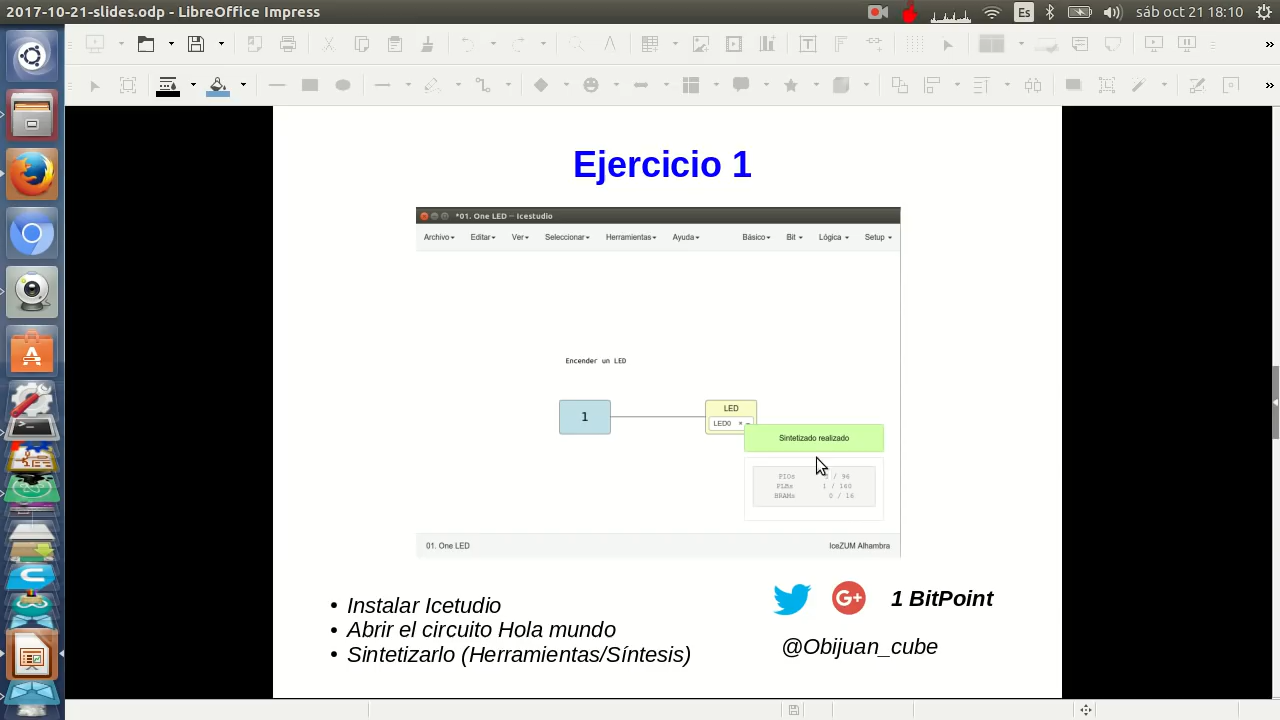 2017-10-21-slides.odp - LibreOffice Impress
Es
sáb oct 21 18:10
Ejercicio 1
*01. One LED — Icestudio
Archivo Editar Ver Seleccionar Herramientas Ayuda Básico Bit Lógica Setup
Encender un LED
1
LED
LED0
Sintetizado realizado
PIOs / 96
PLBs 1 / 140
BRAMs 0 / 16
01. One LED
IceZUM Alhambra
Instalar Icetudio
Abrir el circuito Hola mundo
Sintetizarlo (Herramientas/Síntesis)
G+
1 BitPoint
@Obijuan_cube